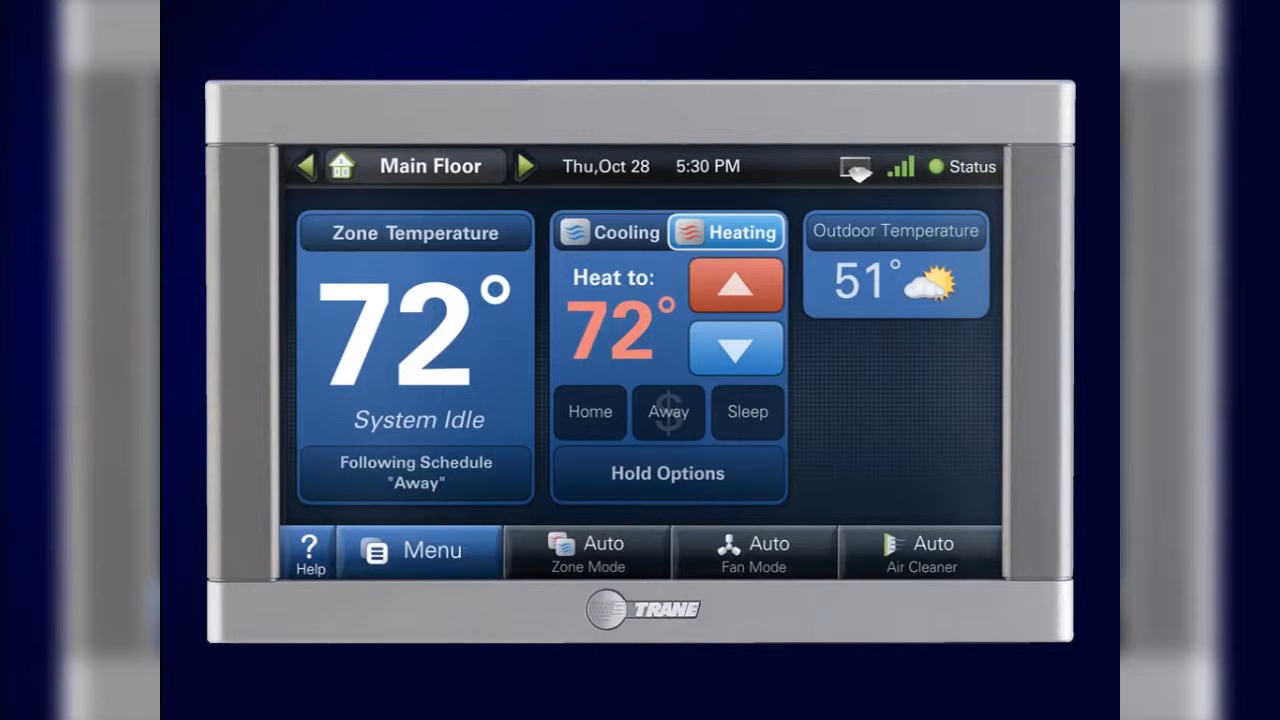 Main Floor
Thu,Oct 28 5:30 PM
Status
Zone Temperature
72°
System Idle
Following Schedule
"Away"
Cooling
Heating
Heat to:
72°
Home
Away
$
Sleep
Hold Options
Outdoor Temperature
51°
? Help
Menu
Auto
Zone Mode
Auto
Fan Mode
Auto
Air Cleaner
TRANE